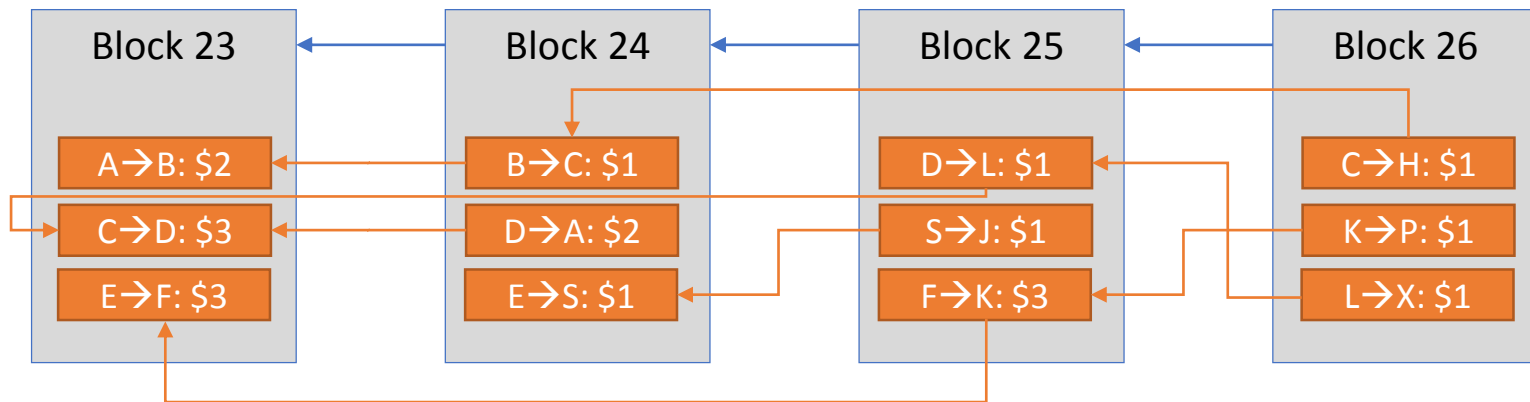 Block 23
A→B: $2
C→D: $3
E→F: $3
Block 24
B→C: $1
D→A: $2
E→S: $1
Block 25
D→L: $1
S→J: $1
F→K: $3
Block 26
C→H: $1
K→P: $1
L→X: $1